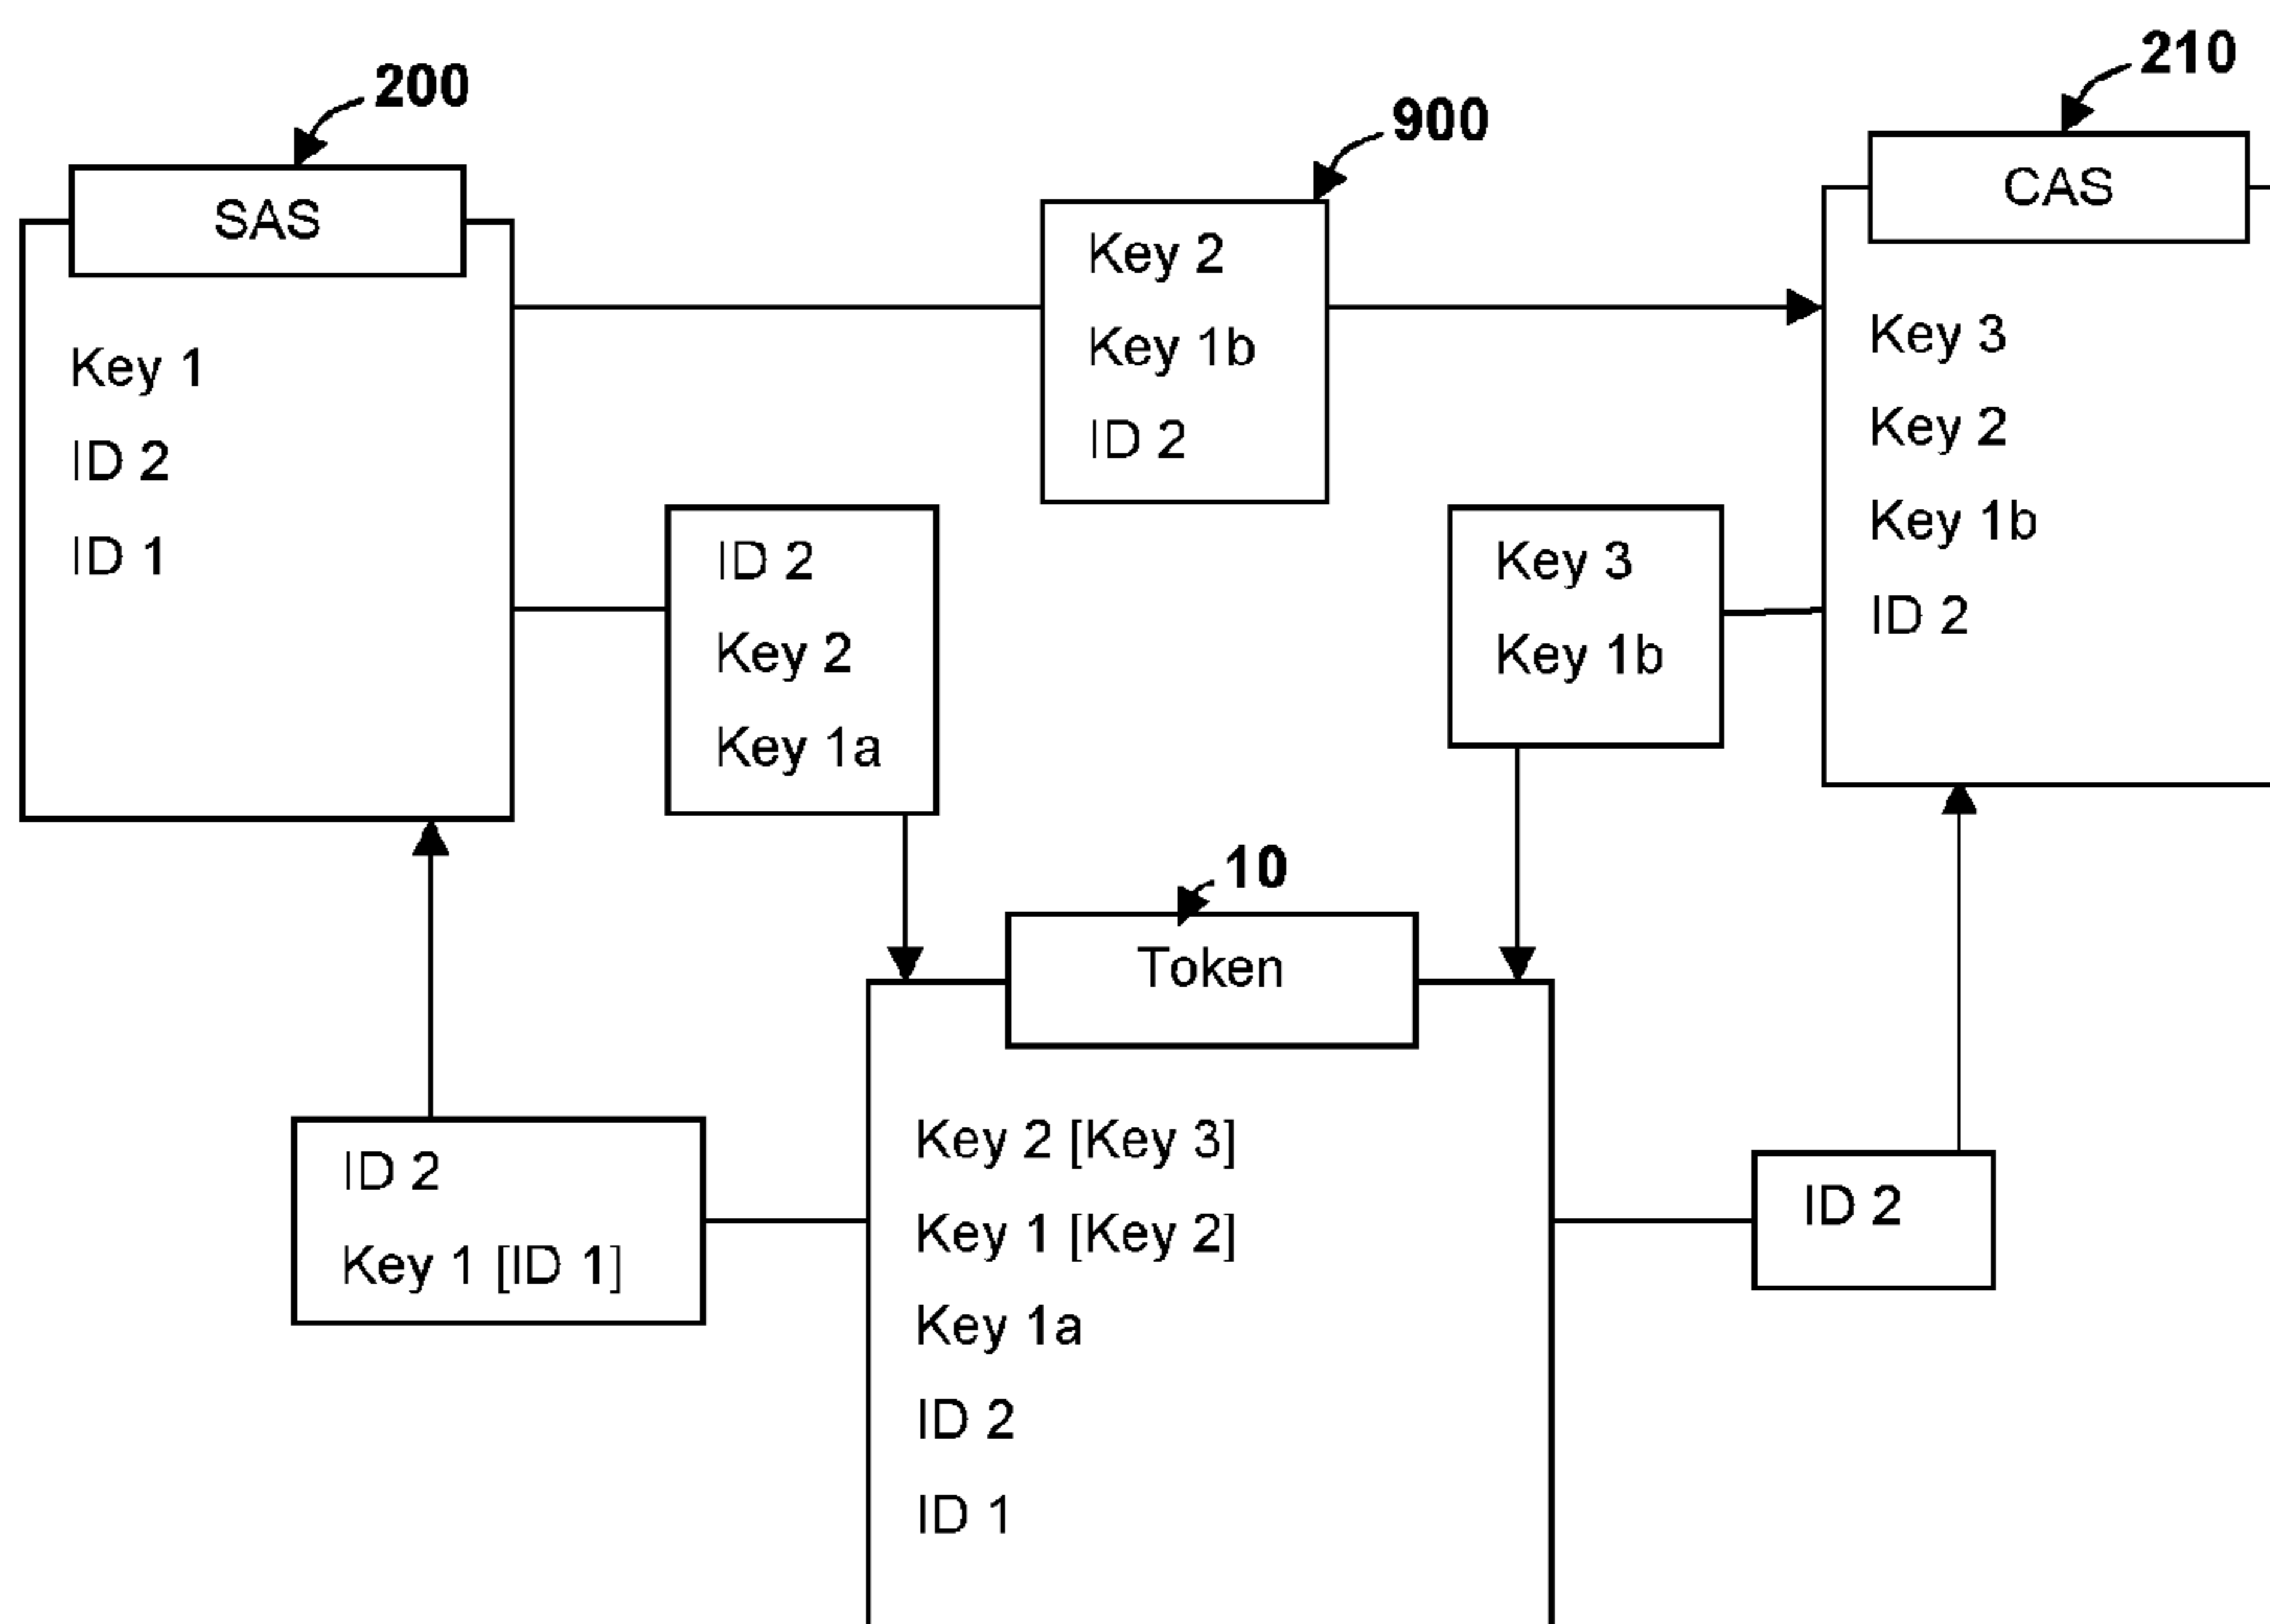 200
SAS
Key 1
ID 2
ID 1
900
Key 2
Key 1b
ID 2
210
CAS
Key 3
Key 2
Key 1b
ID 2
ID 2
Key 2
Key 1a
Key 3
Key 1b
10
Token
Key 2 [Key 3]
Key 1 [Key 2]
Key 1a
ID 2
ID 1
ID 2
Key 1 [ID 1]
ID 2